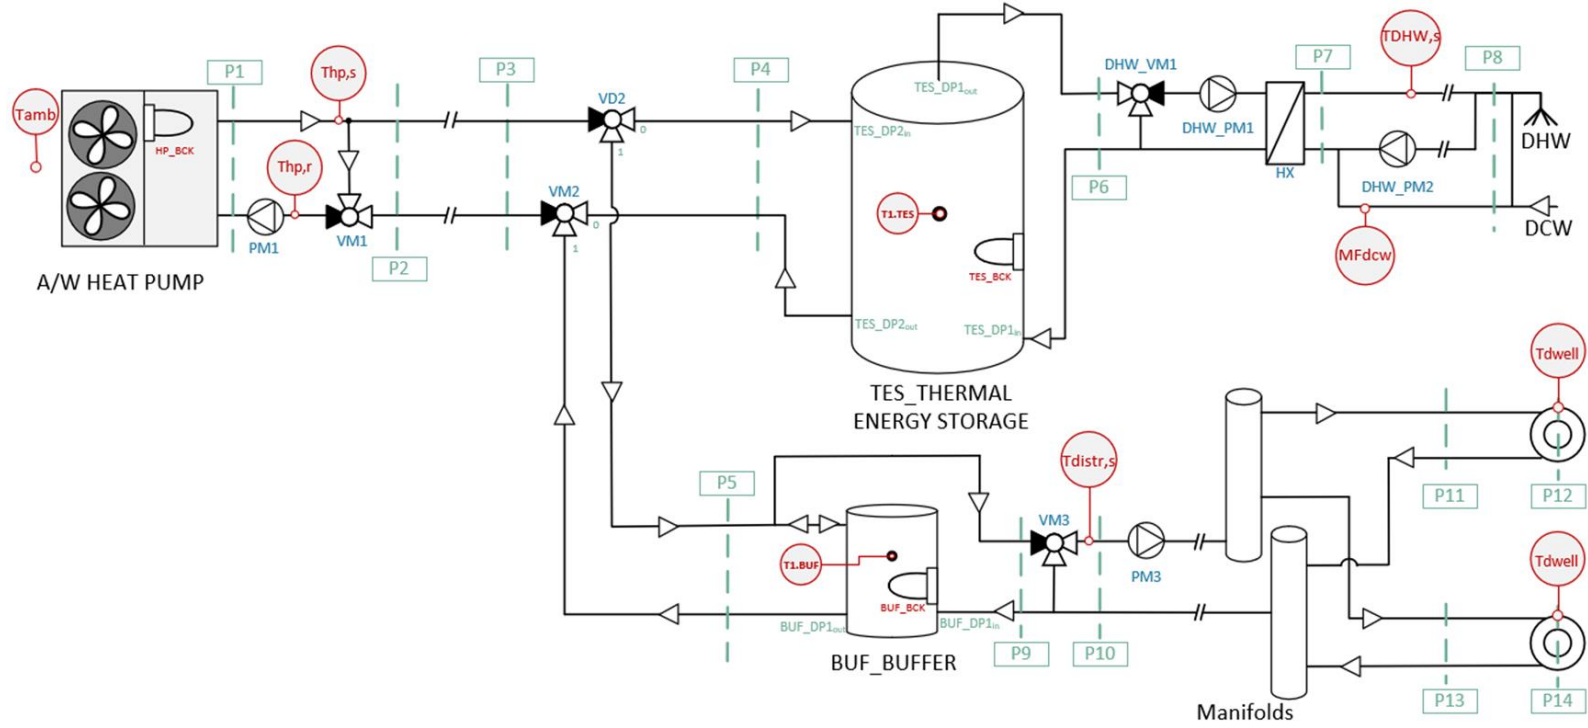 TDHW,s
P1
Thp,s
P3
P4
DHW_VM1
P7
P8
TES_DP1out
Tamb
VD2
HP_BCK
0
TES_DP2in
DHW_PM1
DHW
Thp,r
1
HX
DHW_PM2
P6
VM2
T1.TES
PM1
VM1
0
DCW
1
MFdcw
P2
TES_BCK
A/W HEAT PUMP
TES_DP2out
TES_DP1in
Tdwell
TES_THERMAL
ENERGY STORAGE
Tdistr,s
P5
P11
P12
VM3
T1.BUF
Tdwell
PM3
BUF_BCK
BUF_DP1out
BUF_DP1in
P9
P10
BUF_BUFFER
P13
P14
Manifolds